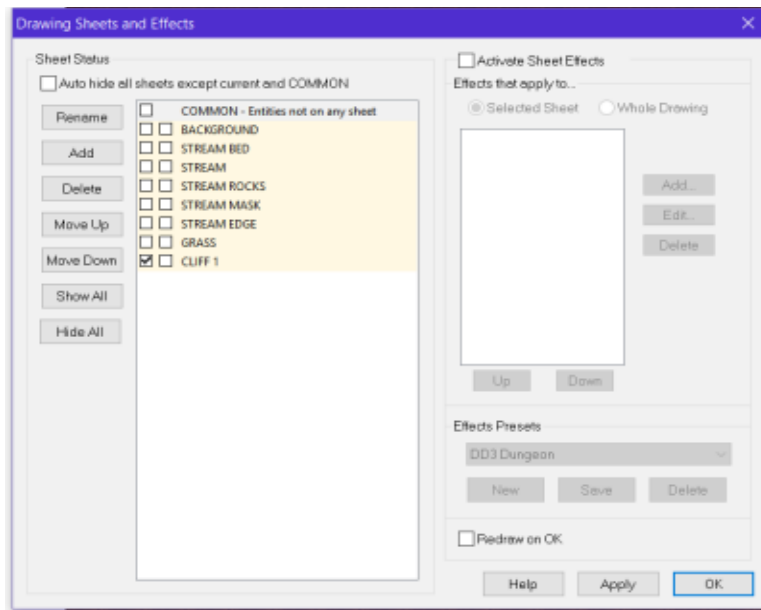 Drawing Sheets and Effects
Sheet Status
Auto hide all sheets except current and COMMON
Rename
Add
Delete
Move Up
Move Down
Show All
Hide All
COMMON - Entities not on any sheet
BACKGROUND
STREAM BED
STREAM
STREAM ROCKS
STREAM MASK
STREAM EDGE
GRASS
CLIFF 1
Activate Sheet Effects
Effects that apply to...
Selected Sheet Whole Drawing
Add...
Edit...
Delete
Up Down
Effects Presets
DD3 Dungeon
New Save Delete
Redraw on OK
Help Apply OK